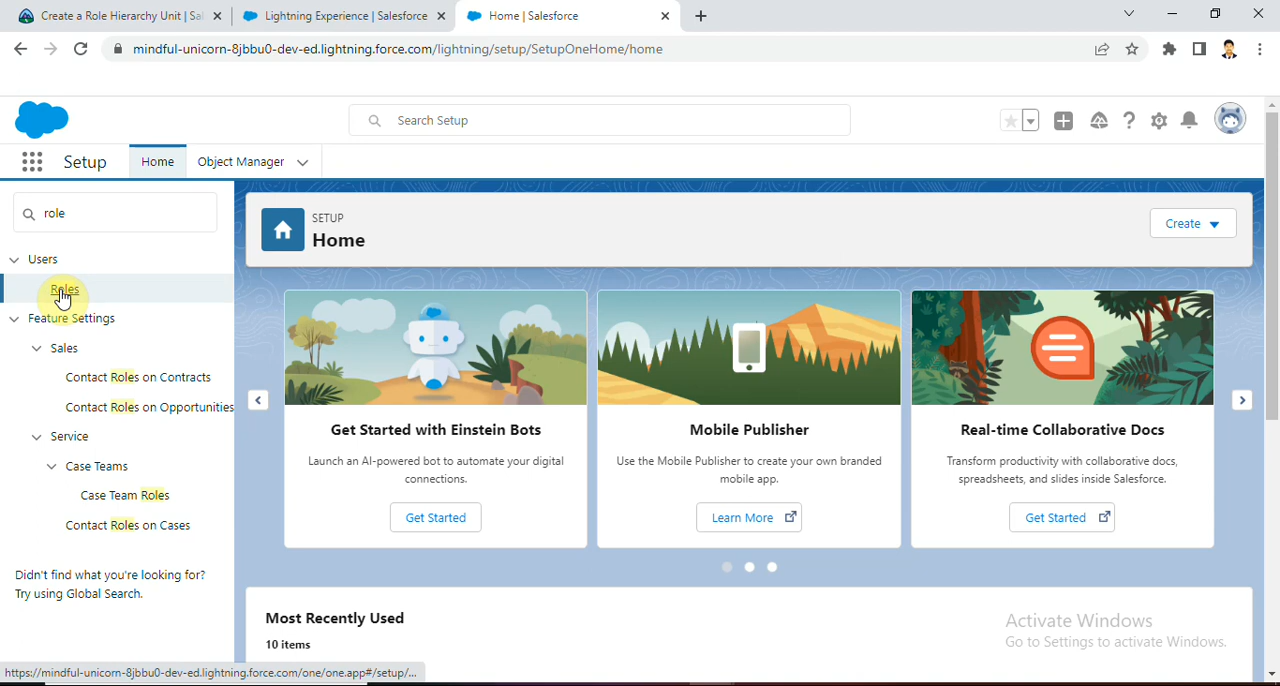 Create a Role Hierarchy Unit | Sal
Lightning Experience | Salesforce
Home | Salesforce
mindful-unicorn-8jbbu0-dev-ed.lightning.force.com/lightning/setup/SetupOneHome/home
Search Setup
Setup
Home
Object Manager
role
Users
Roles
Feature Settings
Sales
Contact Roles on Contracts
Contact Roles on Opportunities
Service
Case Teams
Case Team Roles
Contact Roles on Cases
Didn't find what you're looking for?
Try using Global Search.
SETUP
Home
Create
Get Started with Einstein Bots
Launch an AI-powered bot to automate your digital
connections.
Get Started
Mobile Publisher
Use the Mobile Publisher to create your own branded
mobile app.
Learn More
Real-time Collaborative Docs
Transform productivity with collaborative docs,
spreadsheets, and slides inside Salesforce.
Get Started
Most Recently Used
10 items
Activate Windows
Go to Settings to activate Windows.
https://mindful-unicorn-8jbbu0-dev-ed.lightning.force.com/one/one.app#/setup/...